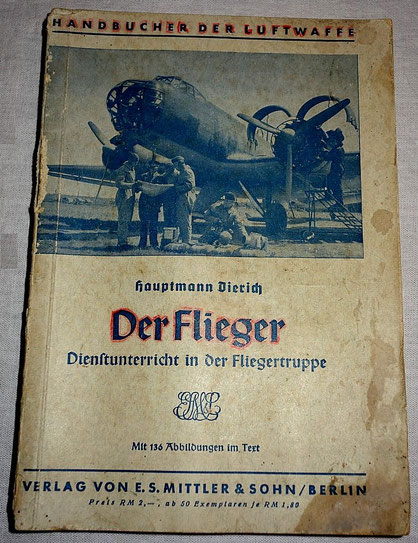 HANDBÜCHER DER LUFTWAFFE
Hauptmann Dierich
Der Flieger
Dienstunterricht in der Fliegertruppe
Mit 136 Abbildungen im Text
VERLAG VON E. S. MITTLER & SOHN / BERLIN
Preis RM 2,—, ab 50 Exemplaren je RM 1,80